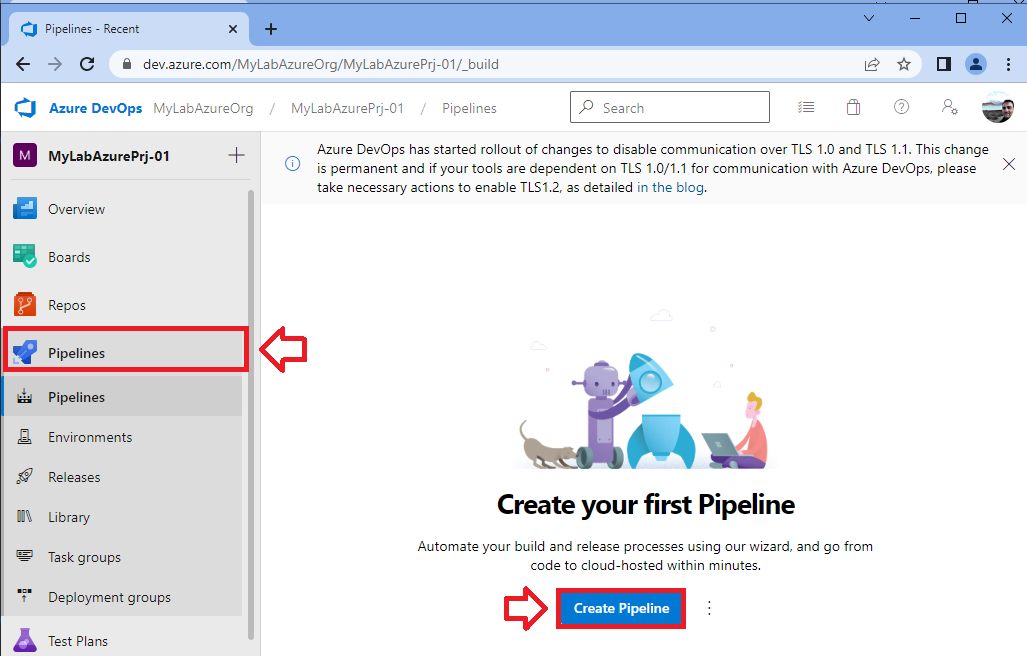 Pipelines - Recent
dev.azure.com/MyLabAzureOrg/MyLabAzurePrj-01/_build
Azure DevOps MyLabAzureOrg / MyLabAzurePrj-01 / Pipelines
Search
M MyLabAzurePrj-01
Azure DevOps has started rollout of changes to disable communication over TLS 1.0 and TLS 1.1. This change
is permanent and if your tools are dependent on TLS 1.0/1.1 for communication with Azure DevOps, please
take necessary actions to enable TLS1.2, as detailed in the blog.
Overview
Boards
Repos
Pipelines
Pipelines
Environments
Releases
Library
Task groups
Deployment groups
Test Plans
Create your first Pipeline
Automate your build and release processes using our wizard, and go from
code to cloud-hosted within minutes.
Create Pipeline